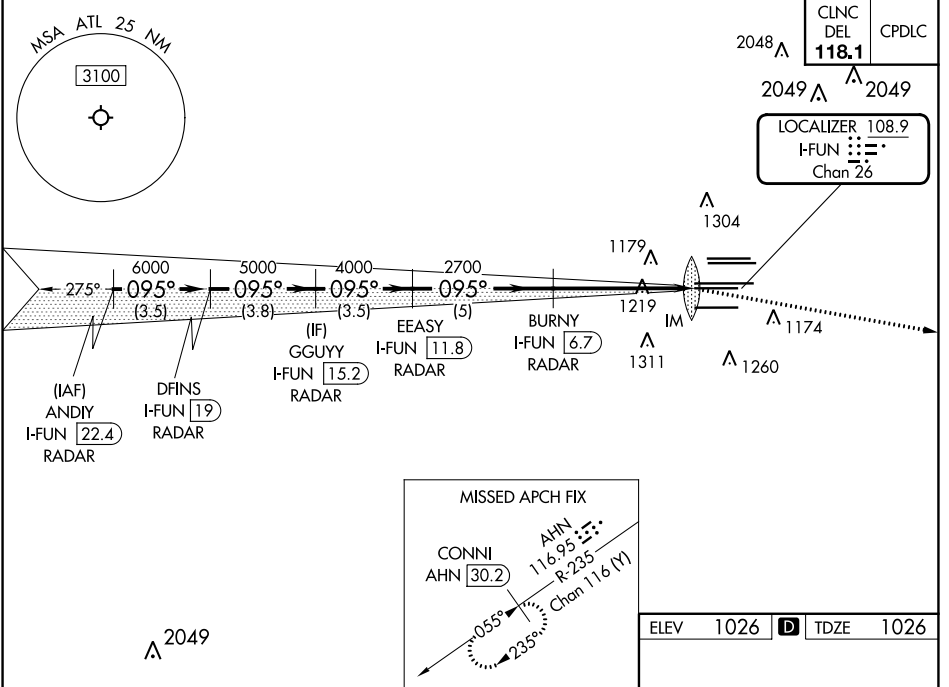 MSA ATL 25 NM
3100
CLNC
DEL
118.1
CPDLC
2048
2049
2049
LOCALIZER 108.9
I-FUN
Chan 26
1304
1179
1219
IM
1174
1311
1260
275°
6000
095°
(3.5)
5000
095°
(3.8)
4000
095°
(3.5)
2700
095°
(5)
(IAF)
ANDIY
I-FUN 22.4
RADAR
DFINS
I-FUN 19
RADAR
(IF)
GGUYY
I-FUN 15.2
RADAR
EEASY
I-FUN 11.8
RADAR
BURNY
I-FUN 6.7
RADAR
MISSED APCH FIX
CONNI
AHN 30.2
AHN
116.95
R-235
Chan 116 (Y)
055°
235°
2049
ELEV 1026 D TDZE 1026